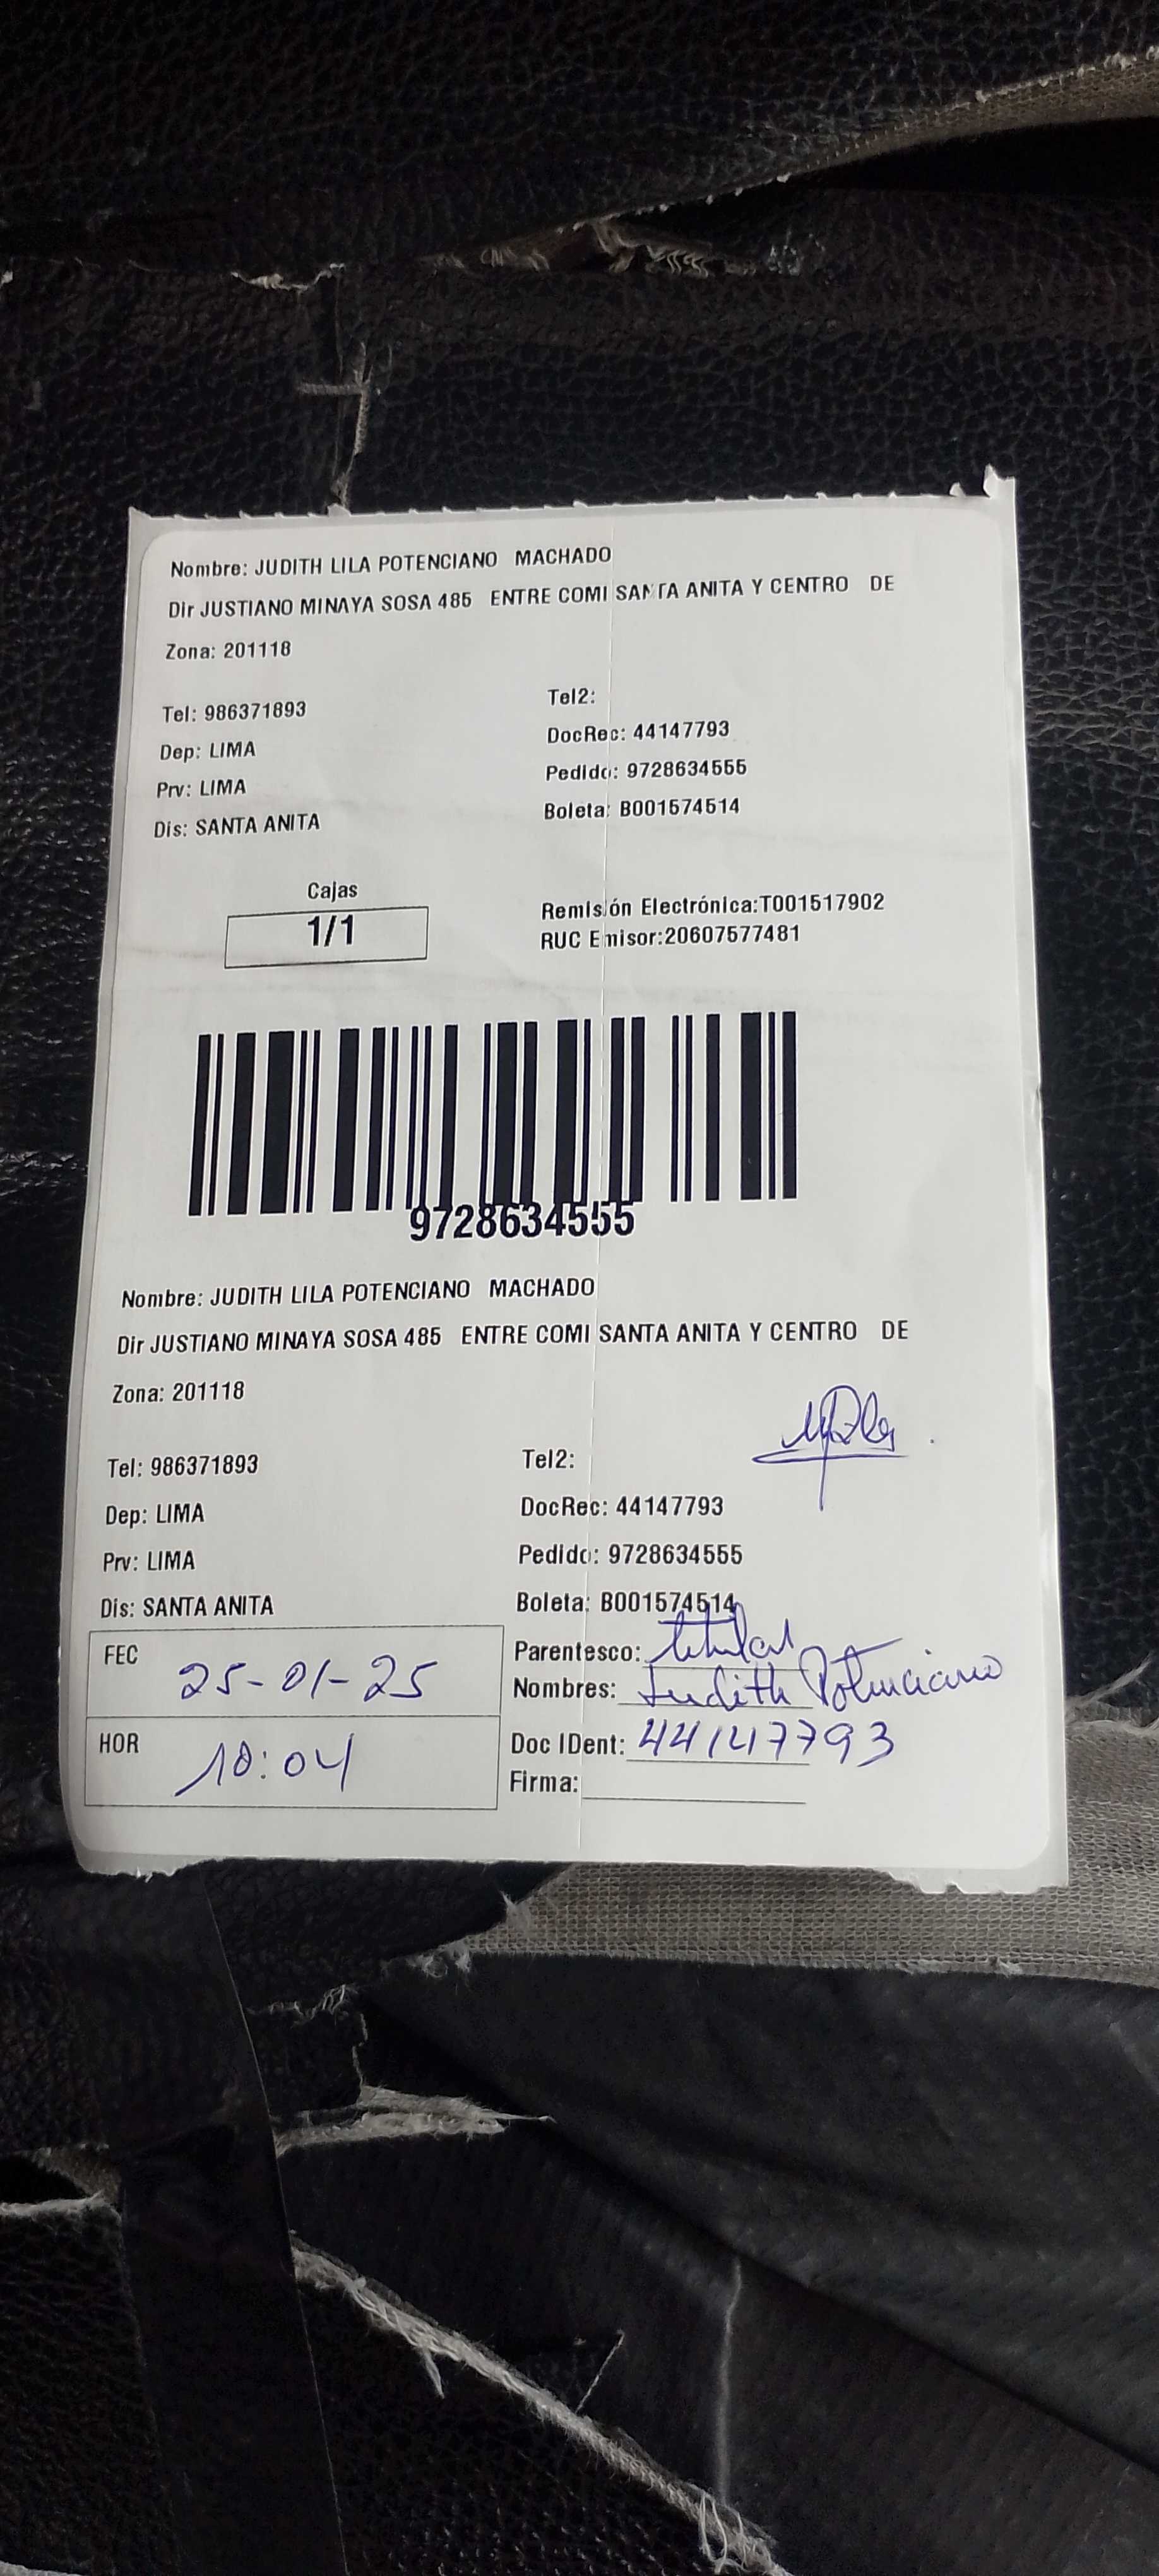 Nombre: JUDITH LILA POTENCIANO MACHADO
Dir JUSTIANO MINAYA SOSA 485 ENTRE COMI SANTA ANITA Y CENTRO DE
Zona: 201118
Tel: 986371893 Tel2:
Dep: LIMA DocRec: 44147793
Prv: LIMA Pedido: 9728634555
Dis: SANTA ANITA Boleta: B001574514
Cajas
1/1
Remisión Electrónica:T001517902
RUC Emisor:20607577481
9728634555
Nombre: JUDITH LILA POTENCIANO MACHADO
Dir JUSTIANO MINAYA SOSA 485 ENTRE COMI SANTA ANITA Y CENTRO DE
Zona: 201118
Tel: 986371893 Tel2:
Dep: LIMA DocRec: 44147793
Prv: LIMA Pedido: 9728634555
Dis: SANTA ANITA Boleta: B001574514
FEC 25-01-25
HOR 10:04
Parentesco: titular
Nombres: Judith Potenciano
Doc IDent: 44147793
Firma: